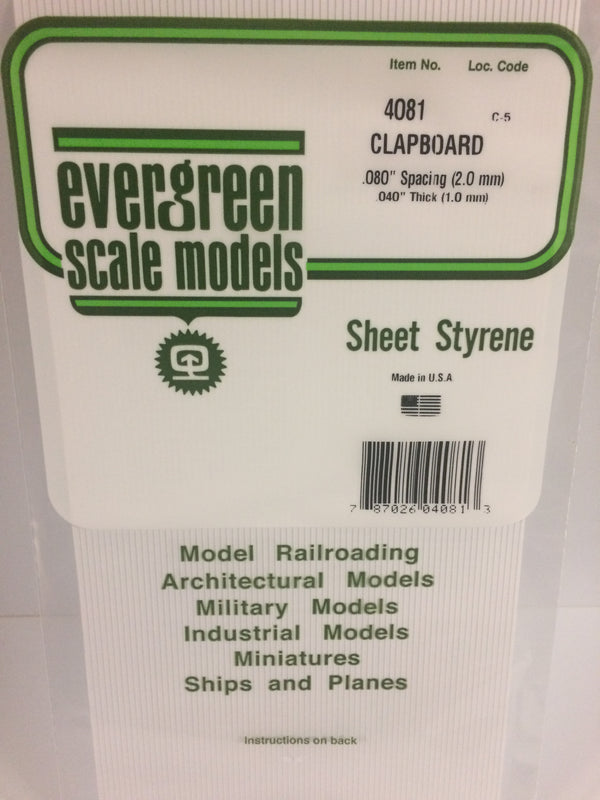 Item No. Loc. Code
4081 C-5
CLAPBOARD
.080" Spacing (2.0 mm)
.040" Thick (1.0 mm)
evergreen
scale models
Sheet Styrene
Made in U.S.A
7 87026 04081 3
Model Railroading
Architectural Models
Military Models
Industrial Models
Miniatures
Ships and Planes
Instructions on back